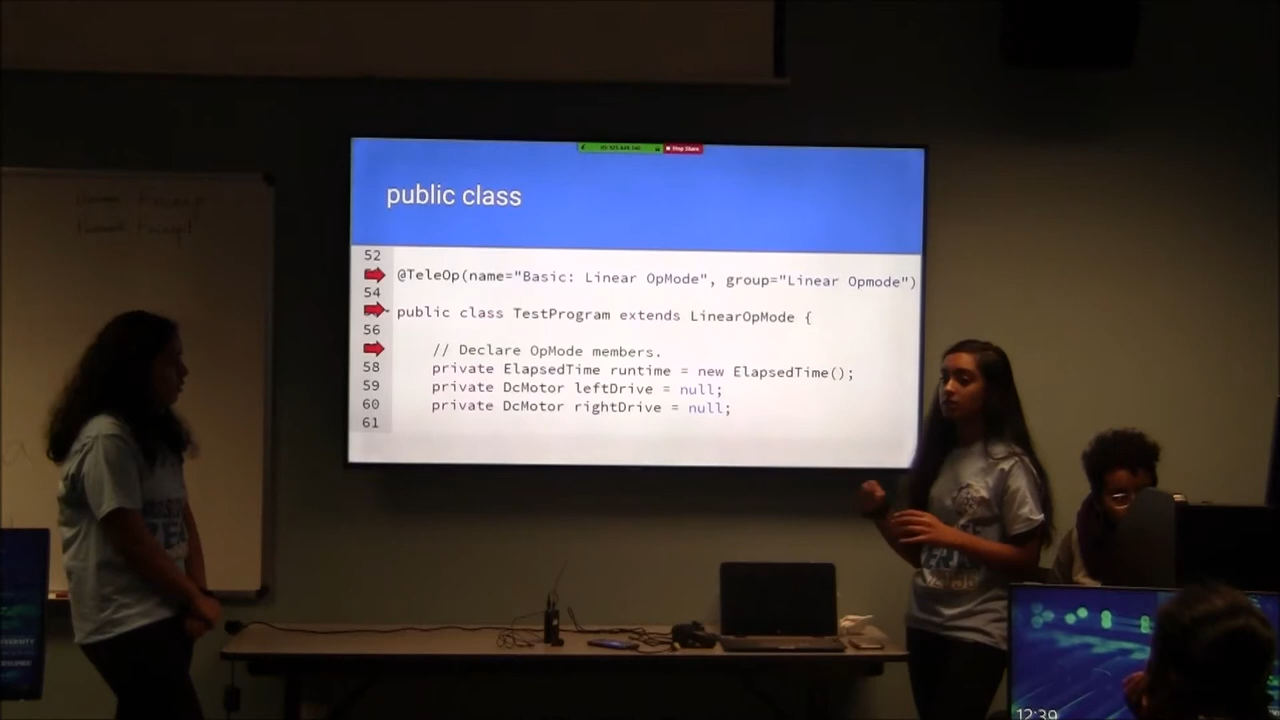 Stop Share
public class
52
@TeleOp(name="Basic: Linear OpMode", group="Linear Opmode")
54
public class TestProgram extends LinearOpMode {
56
// Declare OpMode members.
58 private ElapsedTime runtime = new ElapsedTime();
59 private DcMotor leftDrive = null;
60 private DcMotor rightDrive = null;
61
12:39